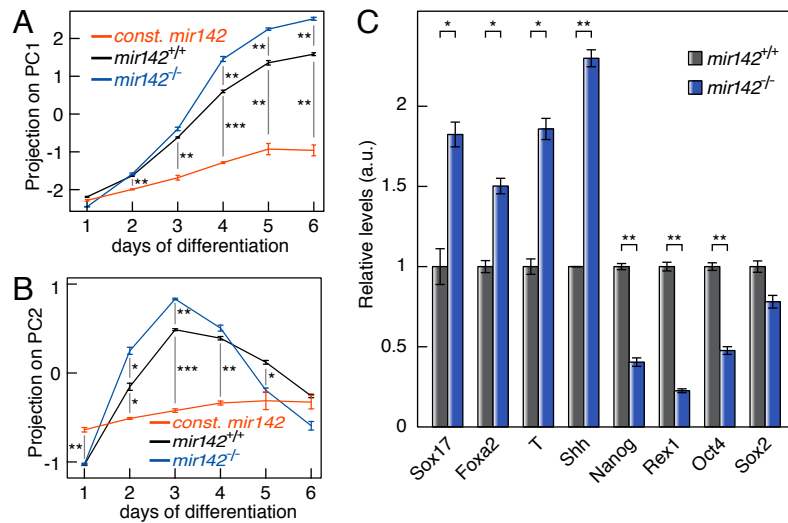 A
const. mir142
mir142+/+
mir142-/-
Projection on PC1
2
1
0
-1
-2
** ** ** ** *** ** ** **
1 2 3 4 5 6
days of differentiation
B
Projection on PC2
1
0
-1
** * * ** *** ** *
const. mir142
mir142+/+
mir142-/-
1 2 3 4 5 6
days of differentiation
C
Relative levels (a.u.)
2
1.5
1
0.5
0
* * * ** ** ** **
mir142+/+
mir142-/-
Sox17 Foxa2 T Shh Nanog Rex1 Oct4 Sox2